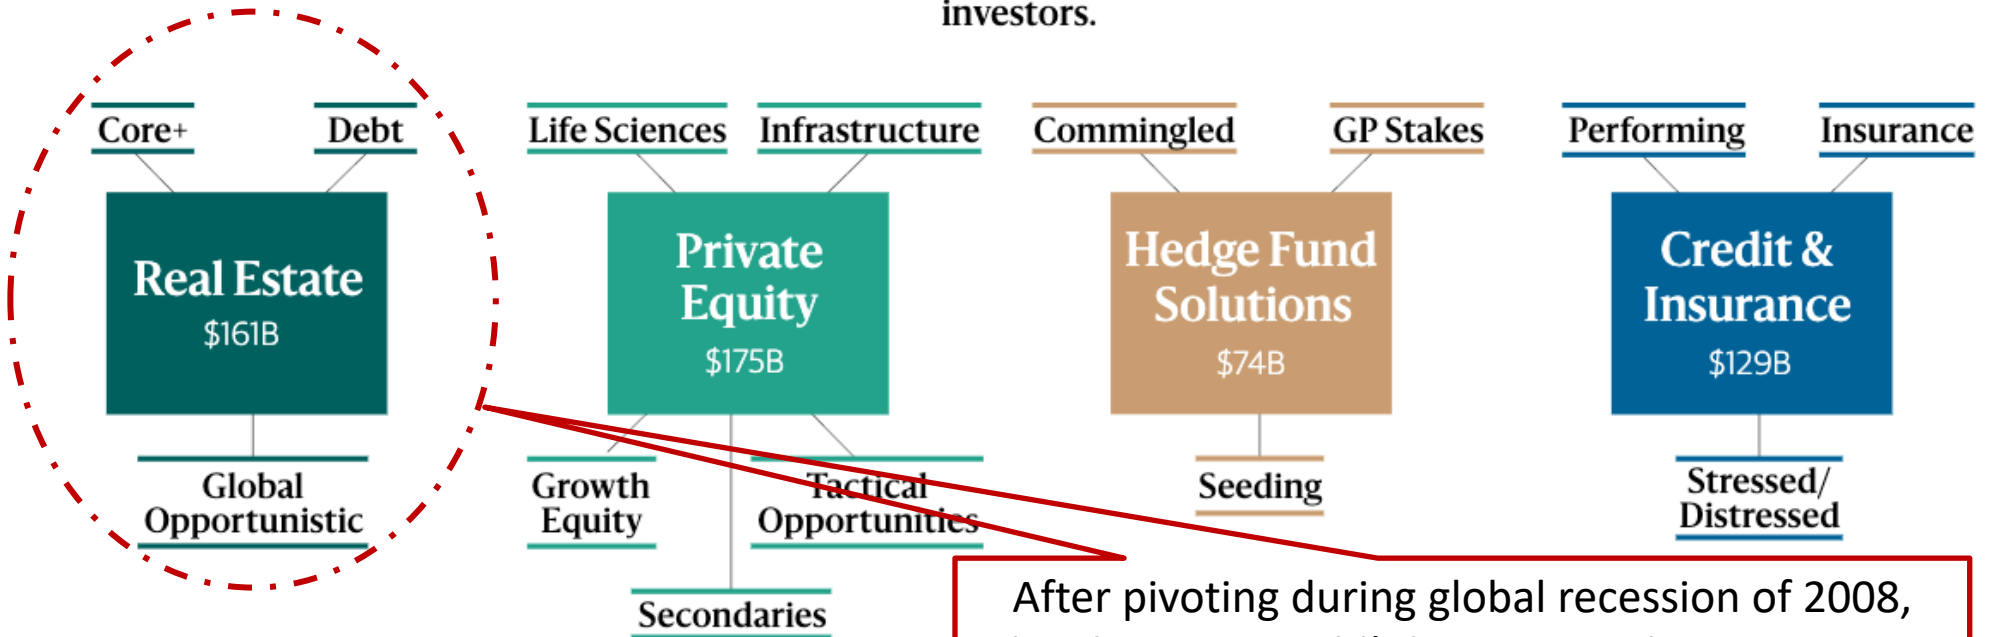 investors.
Core+
Debt
Real Estate
$161B
Global
Opportunistic
Life Sciences
Infrastructure
Private
Equity
$175B
Growth
Equity
Tactical
Opportunities
Secondaries
Commingled
GP Stakes
Hedge Fund
Solutions
$74B
Seeding
Performing
Insurance
Credit &
Insurance
$129B
Stressed/
Distressed
After pivoting during global recession of 2008,